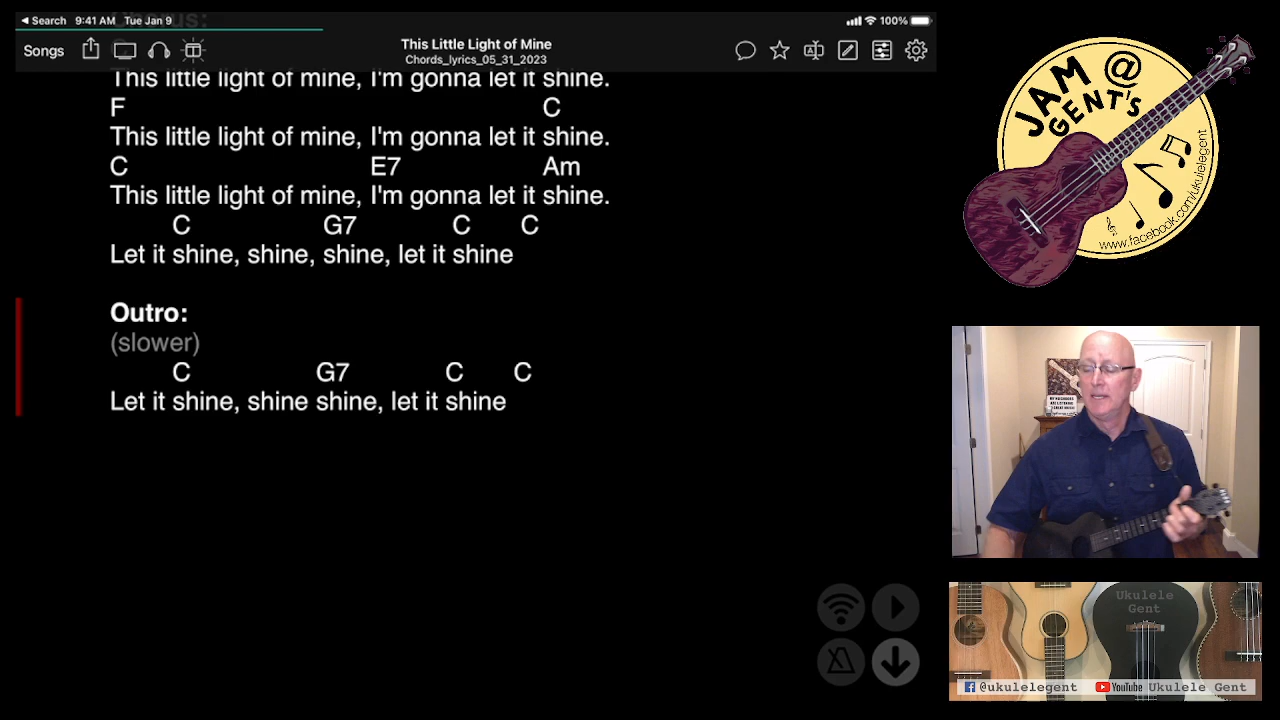 Search 9:41 AM Tue Jan 9
100%
Songs
This Little Light of Mine
Chords_lyrics_05_31_2023
This little light of mine, I'm gonna let it shine.
F C
This little light of mine, I'm gonna let it shine.
C E7 Am
This little light of mine, I'm gonna let it shine.
C G7 C C
Let it shine, shine, shine, let it shine
Outro:
(slower)
C G7 C C
Let it shine, shine shine, let it shine
JAM @
GENT'S
www.facebook.com/ukulelegent
Ukulele
Gent
@ukulelegent YouTube Ukulele Gent